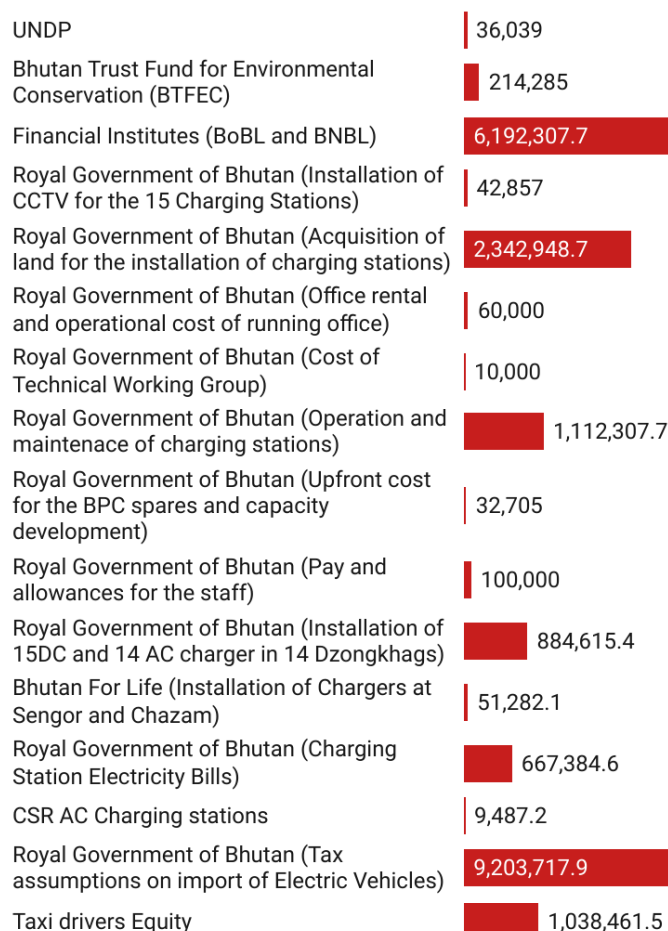 UNDP
36,039
Bhutan Trust Fund for Environmental
Conservation (BTFEC)
214,285
Financial Institutes (BoBL and BNBL)
6,192,307.7
Royal Government of Bhutan (Installation of
CCTV for the 15 Charging Stations)
42,857
Royal Government of Bhutan (Acquisition of
land for the installation of charging stations)
2,342,948.7
Royal Government of Bhutan (Office rental
and operational cost of running office)
60,000
Royal Government of Bhutan (Cost of
Technical Working Group)
10,000
Royal Government of Bhutan (Operation and
maintenace of charging stations)
1,112,307.7
Royal Government of Bhutan (Upfront cost
for the BPC spares and capacity
development)
32,705
Royal Government of Bhutan (Pay and
allowances for the staff)
100,000
Royal Government of Bhutan (Installation of
15DC and 14 AC charger in 14 Dzongkhags)
884,615.4
Bhutan For Life (Installation of Chargers at
Sengor and Chazam)
51,282.1
Royal Government of Bhutan (Charging
Station Electricity Bills)
667,384.6
CSR AC Charging stations
9,487.2
Royal Government of Bhutan (Tax
assumptions on import of Electric Vehicles)
9,203,717.9
Taxi drivers Equity
1,038,461.5